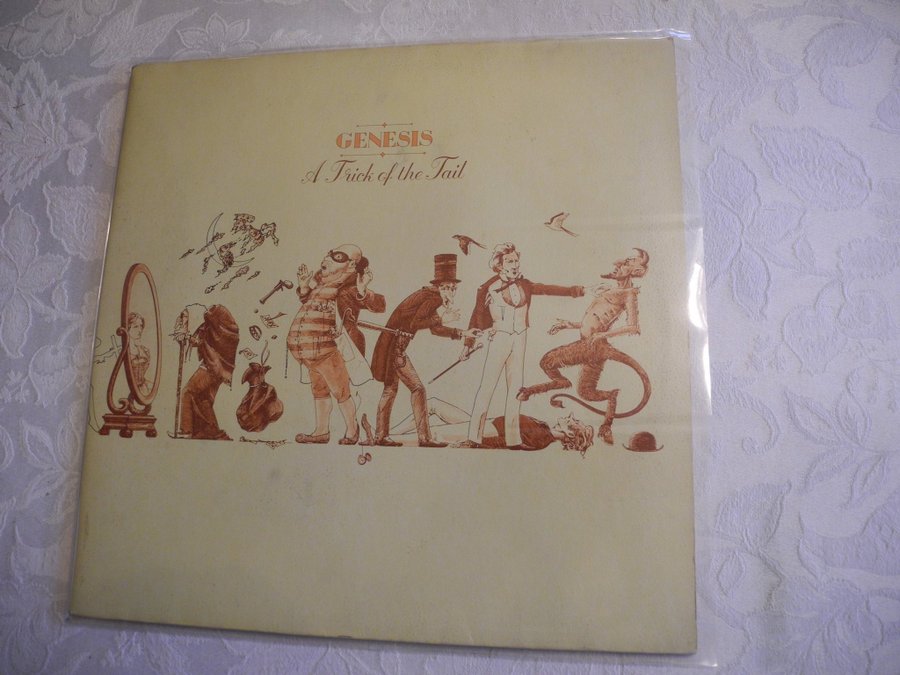 GENESIS
A Trick of the Tail